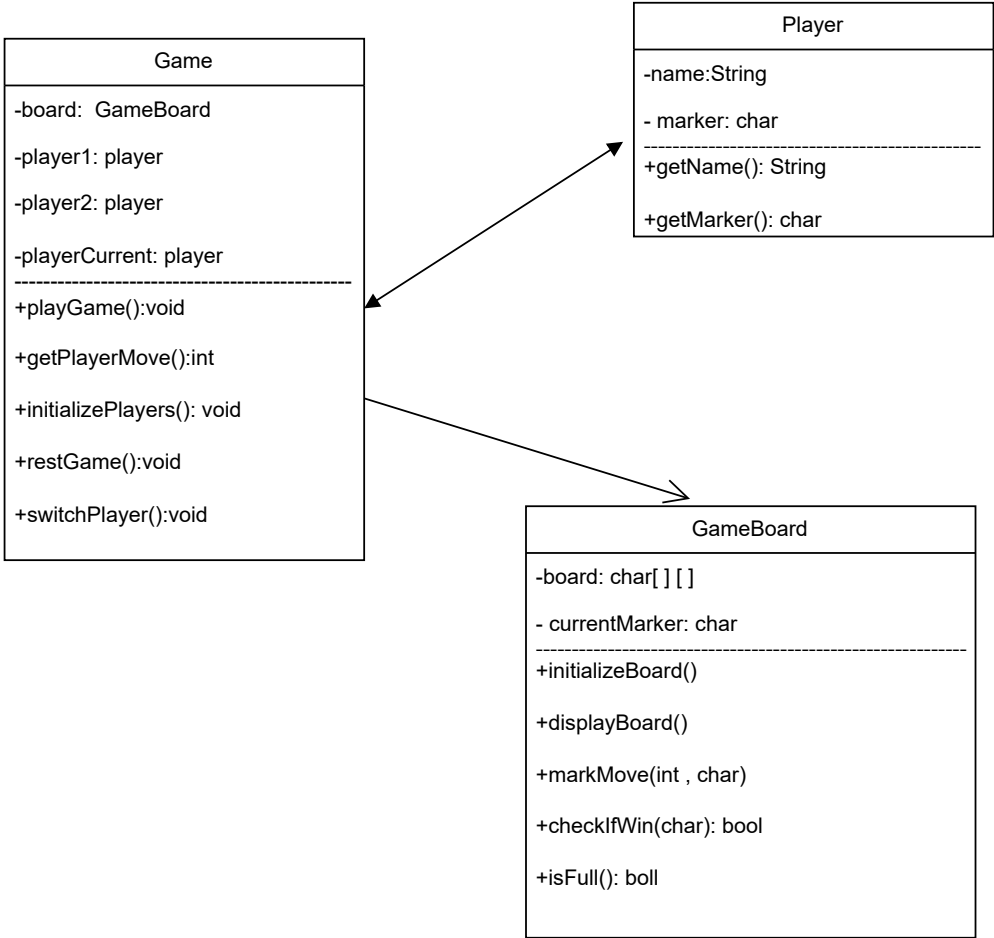 Game
-board:  GameBoard
-player1: player
-player2: player
-playerCurrent: player
-----------------------------------------------
+playGame():void
+getPlayerMove():int
+initializePlayers(): void
+restGame():void
+switchPlayer():void
Player
-name:String
- marker: char
-----------------------------------------------
+getName(): String
+getMarker(): char
GameBoard
-board: char[ ] [ ]
- currentMarker: char
------------------------------------------------------------
+initializeBoard()
+displayBoard()
+markMove(int , char)
+checkIfWin(char): bool
+isFull(): boll